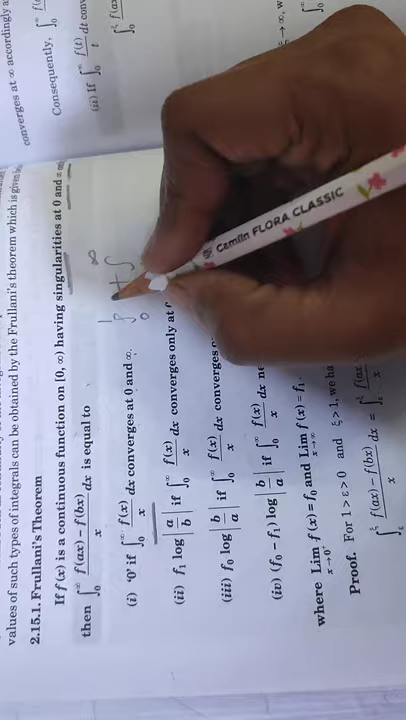 converges at ∞ accordingly a
Consequently, ∫₀^∞
(ii) If ∫₀^∞ f(t)/t dt conv
values of such types of integrals can be obtained by the Frullani's theorem which is given
2.15.1. Frullani's Theorem
If f (x) is a continuous function on [0, ∞) having singularities at 0 and ∞
then ∫₀^∞ (f(ax) − f(bx))/x dx is equal to
(i) '0' if ∫₀^∞ f(x)/x dx converges at 0 and ∞.
(ii) f₁ log |a/b| if ∫₀^∞ f(x)/x dx converges only at
(iii) f₀ log |b/a| if ∫₀^∞ f(x)/x dx converges
(iv) (f₀ − f₁) log |b/a| if ∫₀^∞ f(x)/x dx
where Lim_{x→0⁺} f (x) = f₀ and Lim_{x→∞} f (x) = f₁.
Proof. For 1 > ε > 0 and ξ > 1, we ha
∫_ε^ξ (f(ax) − f(bx))/x dx =
Camlin FLORA CLASSIC